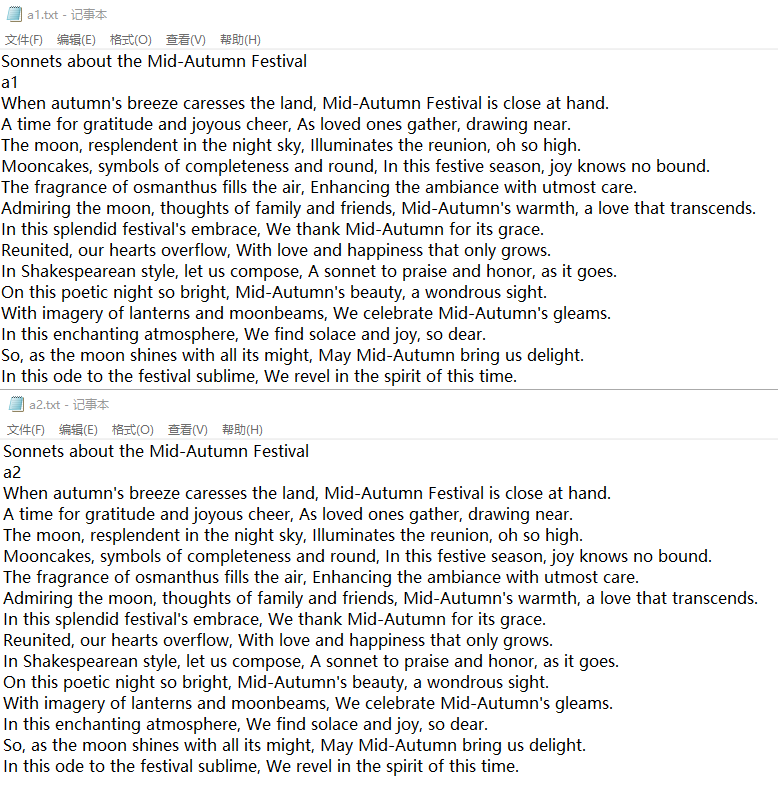 a1.txt - 记事本
文件(F) 编辑(E) 格式(O) 查看(V) 帮助(H)
Sonnets about the Mid-Autumn Festival
a1
When autumn's breeze caresses the land, Mid-Autumn Festival is close at hand.
A time for gratitude and joyous cheer, As loved ones gather, drawing near.
The moon, resplendent in the night sky, Illuminates the reunion, oh so high.
Mooncakes, symbols of completeness and round, In this festive season, joy knows no bound.
The fragrance of osmanthus fills the air, Enhancing the ambiance with utmost care.
Admiring the moon, thoughts of family and friends, Mid-Autumn's warmth, a love that transcends.
In this splendid festival's embrace, We thank Mid-Autumn for its grace.
Reunited, our hearts overflow, With love and happiness that only grows.
In Shakespearean style, let us compose, A sonnet to praise and honor, as it goes.
On this poetic night so bright, Mid-Autumn's beauty, a wondrous sight.
With imagery of lanterns and moonbeams, We celebrate Mid-Autumn's gleams.
In this enchanting atmosphere, We find solace and joy, so dear.
So, as the moon shines with all its might, May Mid-Autumn bring us delight.
In this ode to the festival sublime, We revel in the spirit of this time.
a2.txt - 记事本
文件(F) 编辑(E) 格式(O) 查看(V) 帮助(H)
Sonnets about the Mid-Autumn Festival
a2
When autumn's breeze caresses the land, Mid-Autumn Festival is close at hand.
A time for gratitude and joyous cheer, As loved ones gather, drawing near.
The moon, resplendent in the night sky, Illuminates the reunion, oh so high.
Mooncakes, symbols of completeness and round, In this festive season, joy knows no bound.
The fragrance of osmanthus fills the air, Enhancing the ambiance with utmost care.
Admiring the moon, thoughts of family and friends, Mid-Autumn's warmth, a love that transcends.
In this splendid festival's embrace, We thank Mid-Autumn for its grace.
Reunited, our hearts overflow, With love and happiness that only grows.
In Shakespearean style, let us compose, A sonnet to praise and honor, as it goes.
On this poetic night so bright, Mid-Autumn's beauty, a wondrous sight.
With imagery of lanterns and moonbeams, We celebrate Mid-Autumn's gleams.
In this enchanting atmosphere, We find solace and joy, so dear.
So, as the moon shines with all its might, May Mid-Autumn bring us delight.
In this ode to the festival sublime, We revel in the spirit of this time.